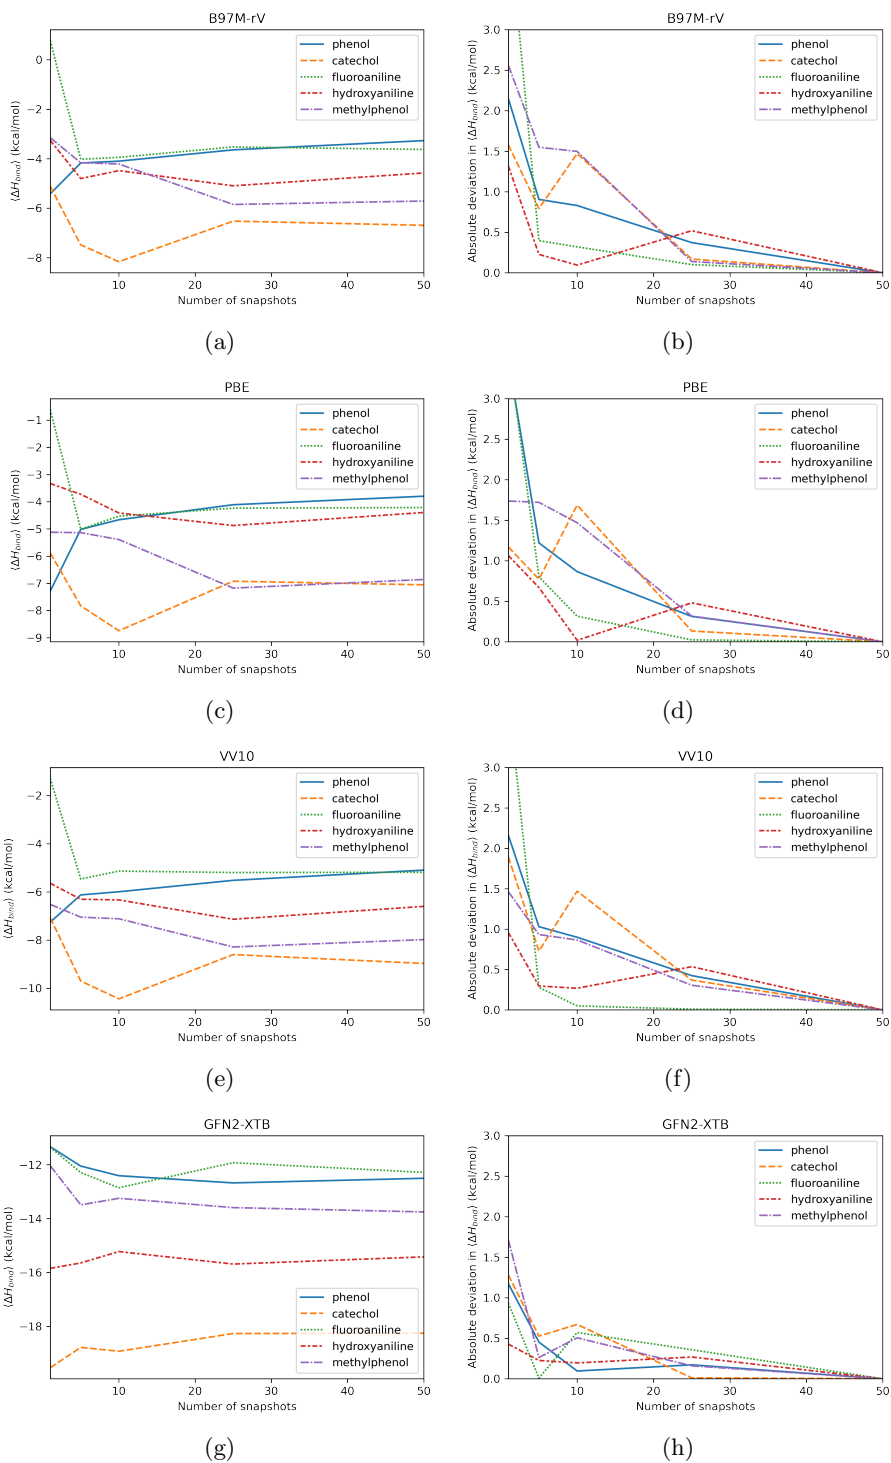 B97M-rV
0
−2
−4
−6
−8
⟨ΔH_bind⟩ (kcal/mol)
phenol
catechol
fluoroaniline
hydroxyaniline
methylphenol
10 20 30 40 50
Number of snapshots
(a)
B97M-rV
3.0
2.5
2.0
1.5
1.0
0.5
0.0
Absolute deviation in ⟨ΔH_bind⟩ (kcal/mol)
phenol
catechol
fluoroaniline
hydroxyaniline
methylphenol
10 20 30 40 50
Number of snapshots
(b)
PBE
−1
−2
−3
−4
−5
−6
−7
−8
−9
⟨ΔH_bind⟩ (kcal/mol)
phenol
catechol
fluoroaniline
hydroxyaniline
methylphenol
10 20 30 40 50
Number of snapshots
(c)
PBE
3.0
2.5
2.0
1.5
1.0
0.5
0.0
Absolute deviation in ⟨ΔH_bind⟩ (kcal/mol)
phenol
catechol
fluoroaniline
hydroxyaniline
methylphenol
10 20 30 40 50
Number of snapshots
(d)
VV10
−2
−4
−6
−8
−10
⟨ΔH_bind⟩ (kcal/mol)
phenol
catechol
fluoroaniline
hydroxyaniline
methylphenol
10 20 30 40 50
Number of snapshots
(e)
VV10
3.0
2.5
2.0
1.5
1.0
0.5
0.0
Absolute deviation in ⟨ΔH_bind⟩ (kcal/mol)
phenol
catechol
fluoroaniline
hydroxyaniline
methylphenol
10 20 30 40 50
Number of snapshots
(f)
GFN2-XTB
−12
−14
−16
−18
⟨ΔH_bind⟩ (kcal/mol)
phenol
catechol
fluoroaniline
hydroxyaniline
methylphenol
10 20 30 40 50
Number of snapshots
(g)
GFN2-XTB
3.0
2.5
2.0
1.5
1.0
0.5
0.0
Absolute deviation in ⟨ΔH_bind⟩ (kcal/mol)
phenol
catechol
fluoroaniline
hydroxyaniline
methylphenol
10 20 30 40 50
Number of snapshots
(h)